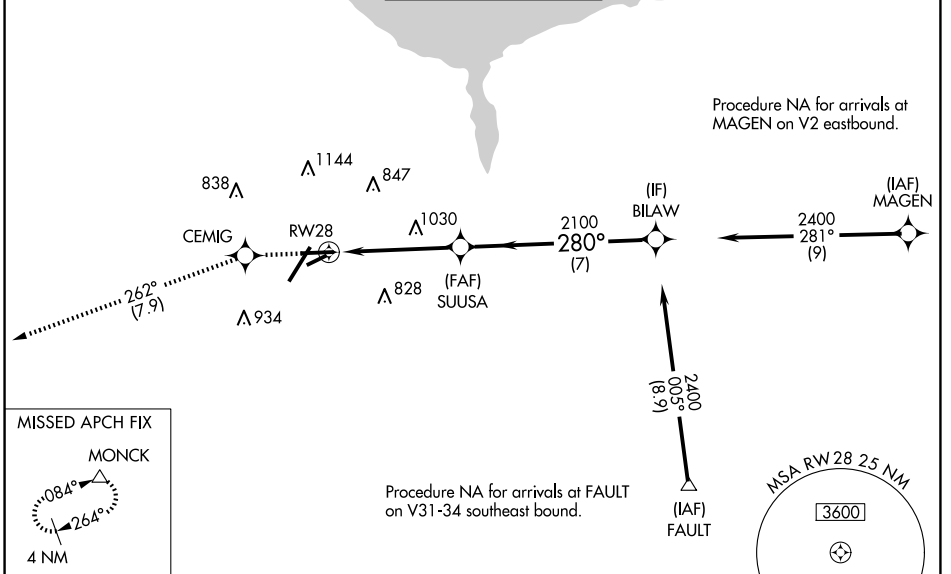 Procedure NA for arrivals at
MAGEN on V2 eastbound.
1144
847
838
(IAF)
MAGEN
(IF)
BILAW
1030
2100
280°
(7)
2400
281°
(9)
CEMIG
RW28
(FAF)
SUUSA
828
262°
(7.9)
934
2400
005°
(8.9)
MISSED APCH FIX
MONCK
084°
264°
4 NM
Procedure NA for arrivals at FAULT
on V31-34 southeast bound.
(IAF)
FAULT
MSA RW 28 25 NM
3600